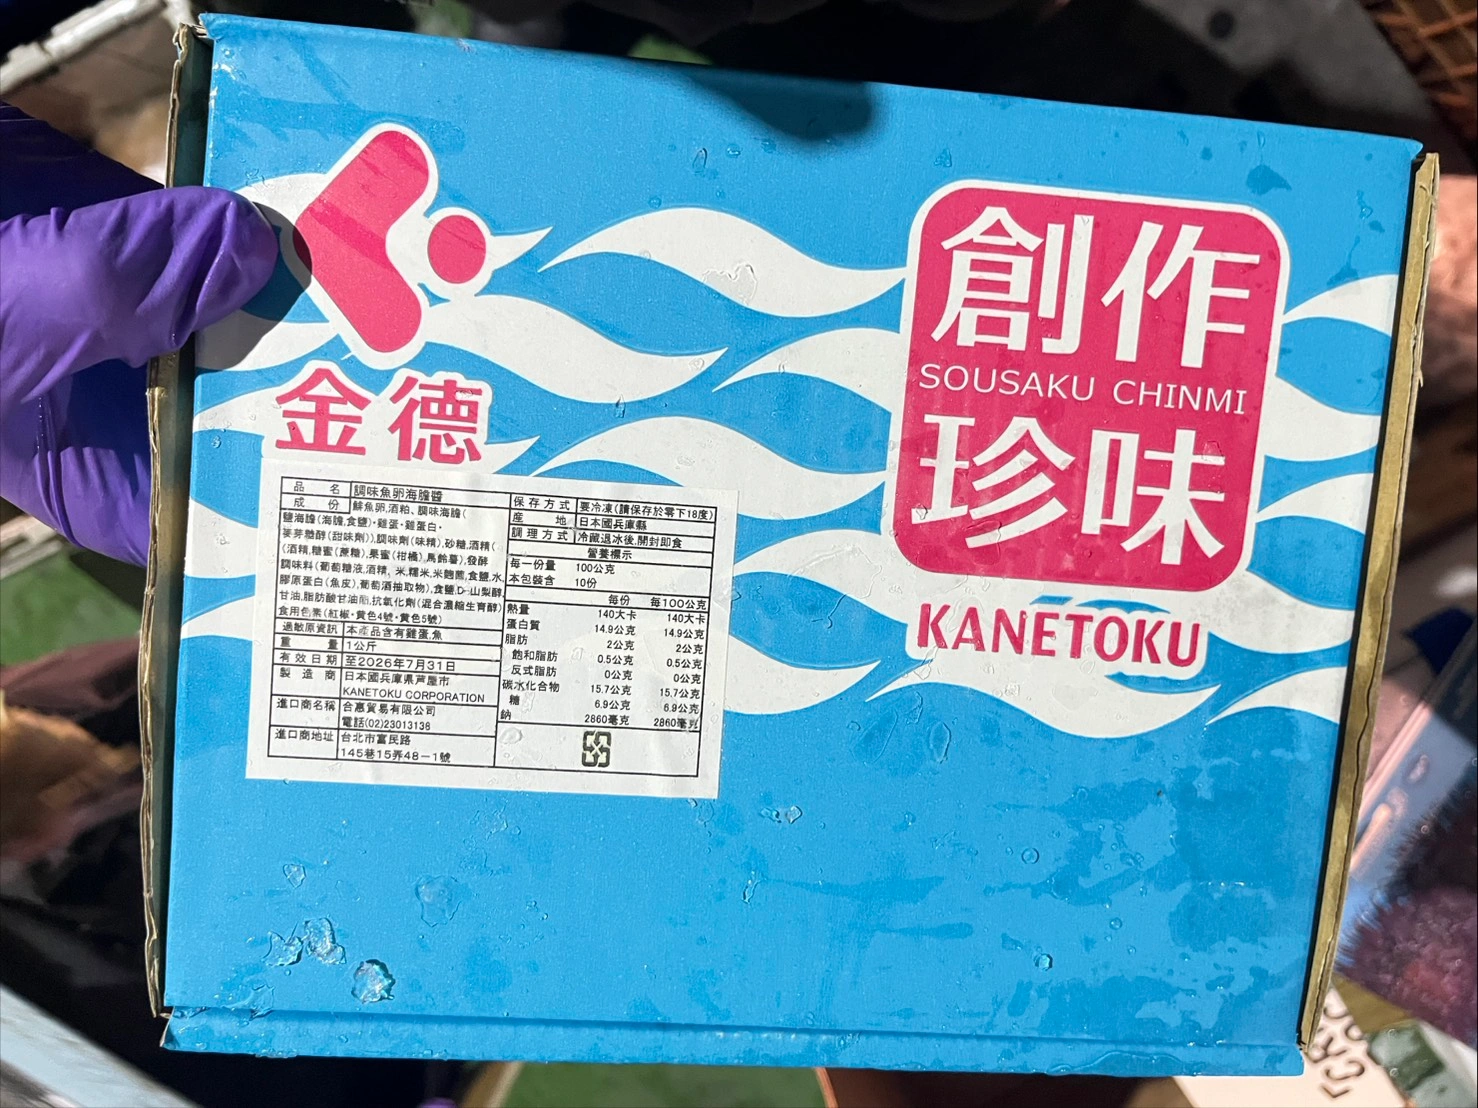 金德
創作
SOUSAKU CHINMI
珍味
KANETOKU
品名 調味魚卵海膽醬
成份 鯡魚卵,酒粕、調味海膽(
鹽海膽(海膽,食鹽)・雞蛋・雞蛋白・
麥芽糖醇(甜味劑)),調味劑(味精),砂糖,酒精(
(酒精,糖蜜(蔗糖),果蜜(柑橘),馬鈴薯),發酵
調味料(葡萄糖液,酒精,米,糯米,米麴菌,食鹽,水,
膠原蛋白(魚皮),葡萄酒抽取物),食鹽,D-山梨醇,
甘油,脂肪酸甘油酯,抗氧化劑(混合濃縮生育醇)
食用色素(紅椒・黄色4號・黄色5號)
過敏原資訊 本產品含有雞蛋,魚
重量 1公斤
有效日期 至2026年7月31日
製造商 日本國兵庫県芦屋市
KANETOKU CORPORATION
進口商名稱 合惠貿易有限公司
電話(02)23013138
進口商地址 台北市富民路
145巷15弄48－1號
保存方式 要冷凍(請保存於零下18度)
産地 日本國兵庫縣
調理方式 冷藏退冰後,開封即食
營養標示
每一份量 100公克
本包裝含 10份
每份 每100公克
熱量 140大卡 140大卡
蛋白質 14.9公克 14.9公克
脂肪 2公克 2公克
飽和脂肪 0.5公克 0.5公克
反式脂肪 0公克 0公克
碳水化合物 15.7公克 15.7公克
糖 6.9公克 6.9公克
鈉 2860毫克 2860毫克